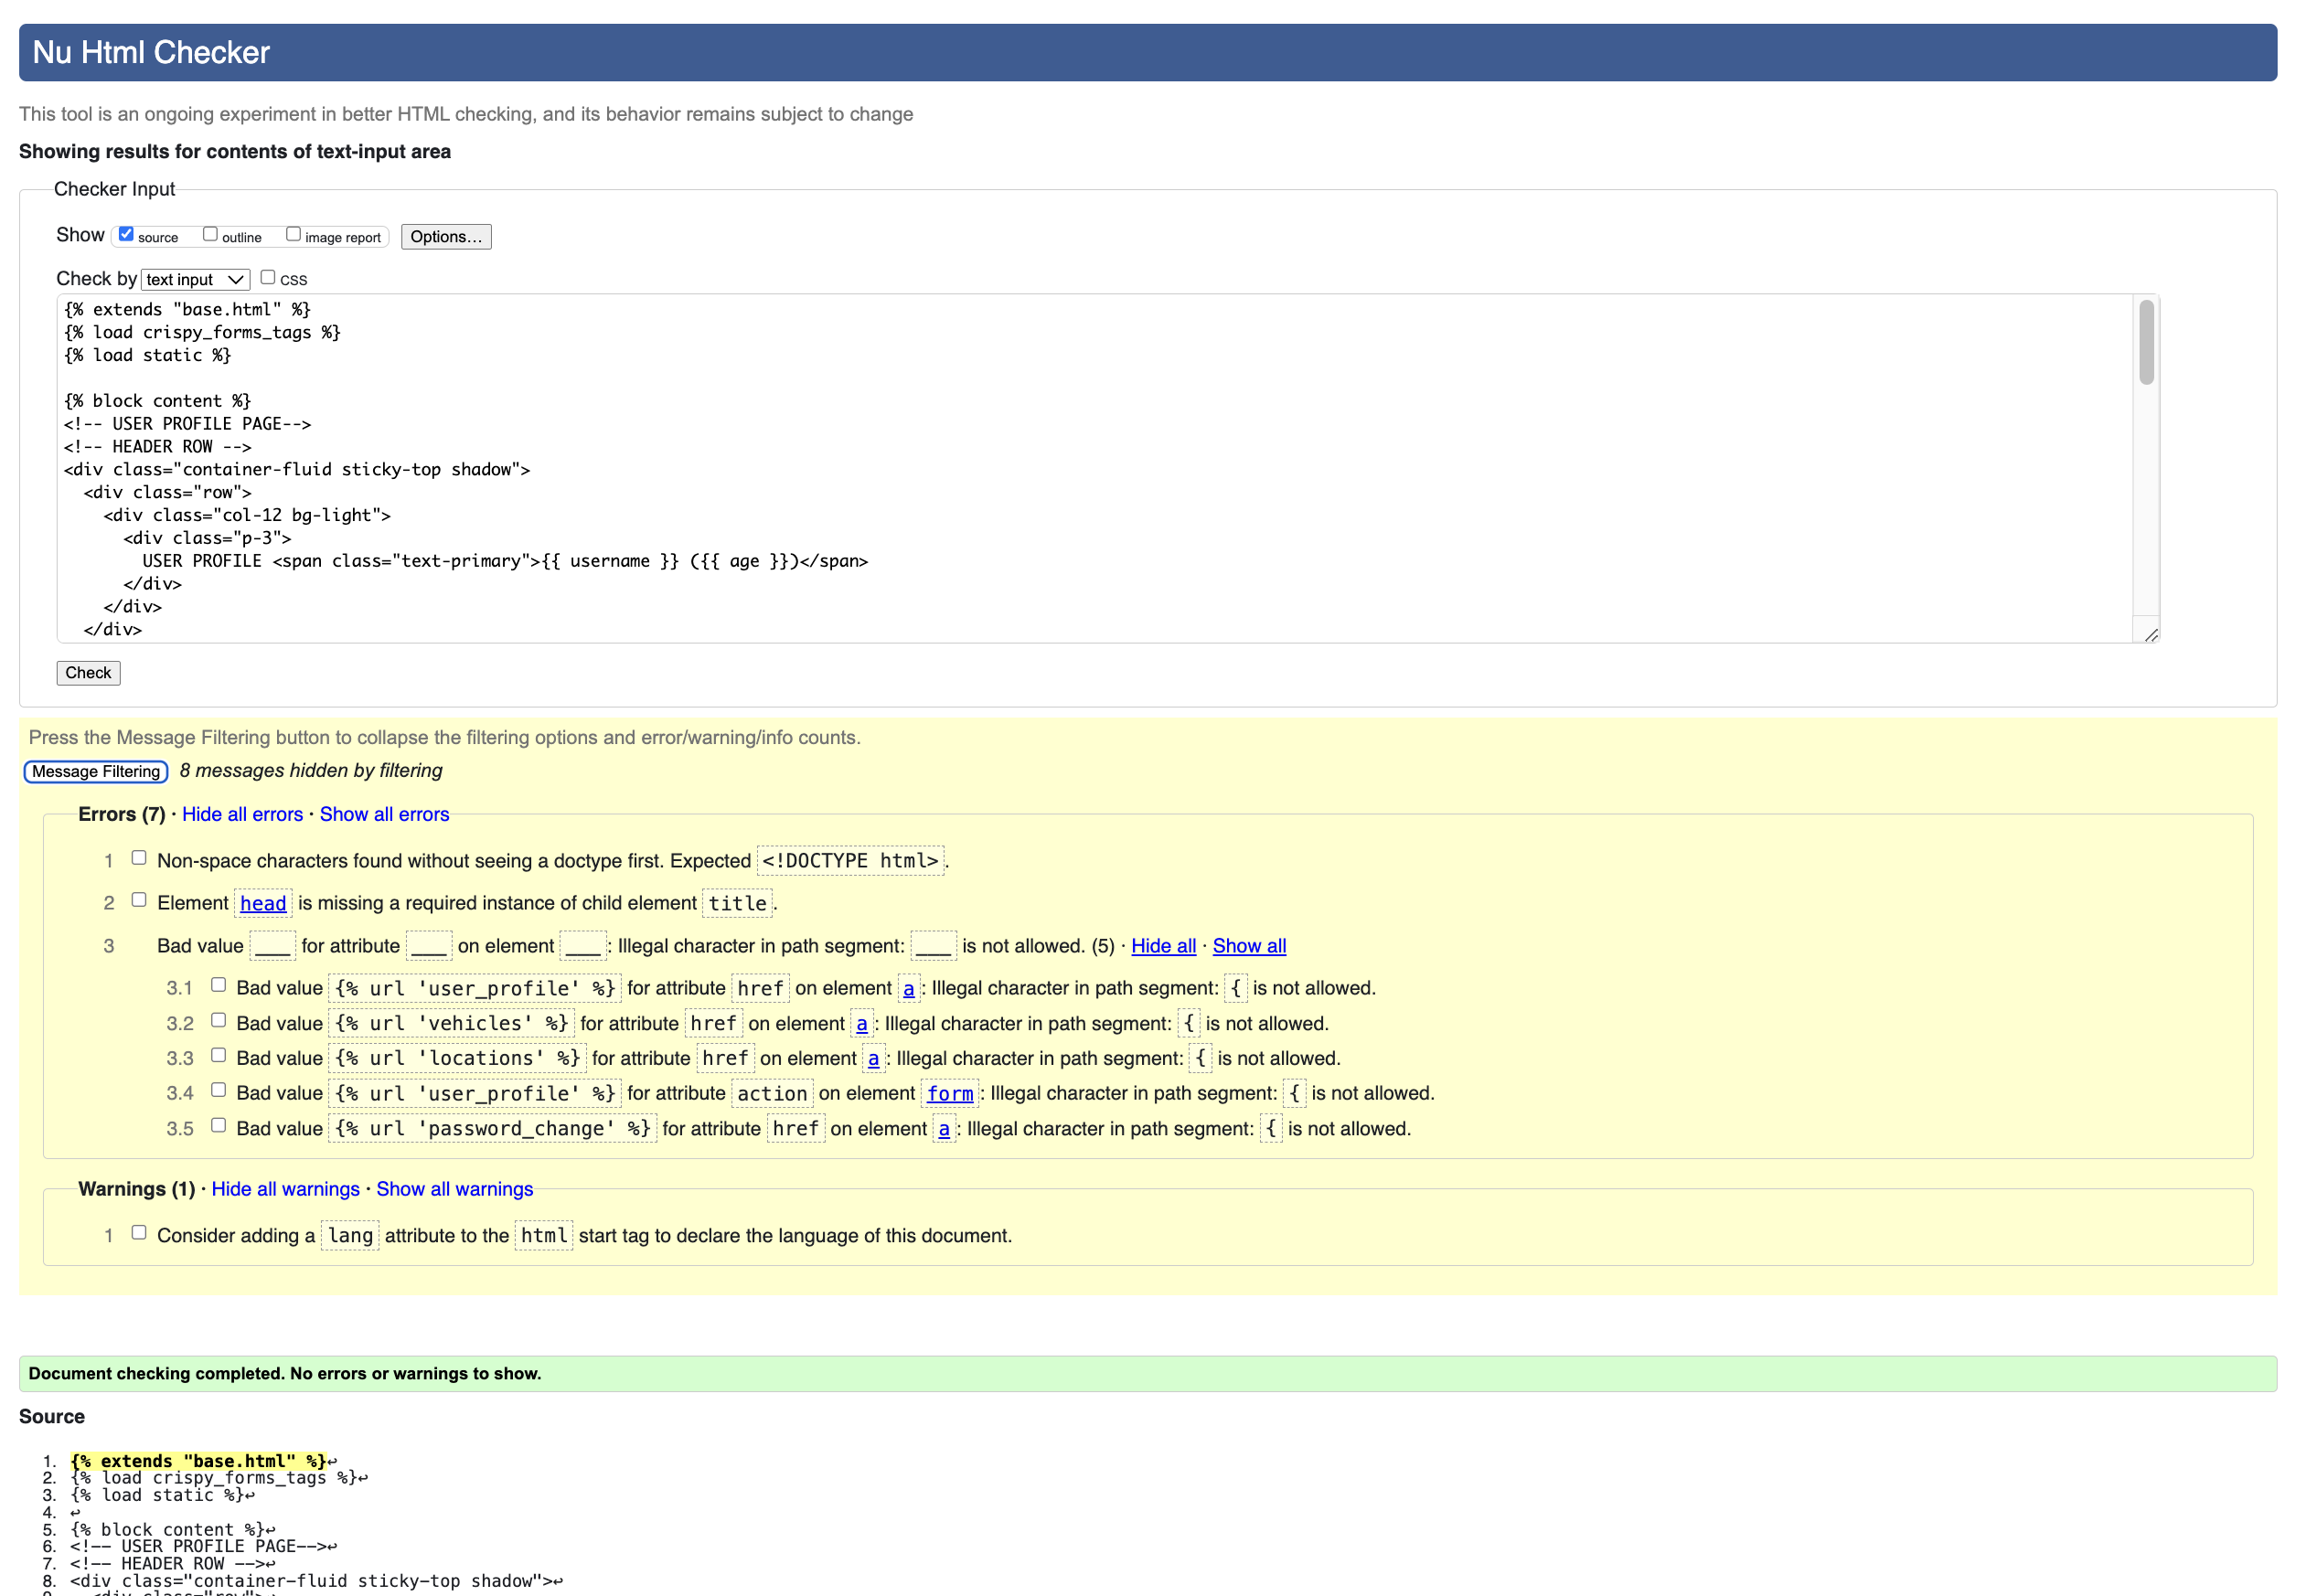 Nu Html Checker
This tool is an ongoing experiment in better HTML checking, and its behavior remains subject to change
Showing results for contents of text-input area
Checker Input
Show source outline image report Options...
Check by text input css
{% extends "base.html" %}
{% load crispy_forms_tags %}
{% load static %}
{% block content %}
<!-- USER PROFILE PAGE-->
<!-- HEADER ROW -->
<div class="container-fluid sticky-top shadow">
<div class="row">
<div class="col-12 bg-light">
<div class="p-3">
USER PROFILE <span class="text-primary">{{ username }} ({{ age }})</span>
</div>
</div>
</div>
Check
Press the Message Filtering button to collapse the filtering options and error/warning/info counts.
Message Filtering 8 messages hidden by filtering
Errors (7) · Hide all errors · Show all errors
1 Non-space characters found without seeing a doctype first. Expected <!DOCTYPE html>.
2 Element head is missing a required instance of child element title.
3 Bad value ___ for attribute ___ on element ___: Illegal character in path segment: ___ is not allowed. (5) · Hide all · Show all
3.1 Bad value {% url 'user_profile' %} for attribute href on element a: Illegal character in path segment: { is not allowed.
3.2 Bad value {% url 'vehicles' %} for attribute href on element a: Illegal character in path segment: { is not allowed.
3.3 Bad value {% url 'locations' %} for attribute href on element a: Illegal character in path segment: { is not allowed.
3.4 Bad value {% url 'user_profile' %} for attribute action on element form: Illegal character in path segment: { is not allowed.
3.5 Bad value {% url 'password_change' %} for attribute href on element a: Illegal character in path segment: { is not allowed.
Warnings (1) · Hide all warnings · Show all warnings
1 Consider adding a lang attribute to the html start tag to declare the language of this document.
Document checking completed. No errors or warnings to show.
Source
1. {% extends "base.html" %}↩
2. {% load crispy_forms_tags %}↩
3. {% load static %}↩
4. ↩
5. {% block content %}↩
6. <!-- USER PROFILE PAGE-->↩
7. <!-- HEADER ROW -->↩
8. <div class="container-fluid sticky-top shadow">↩